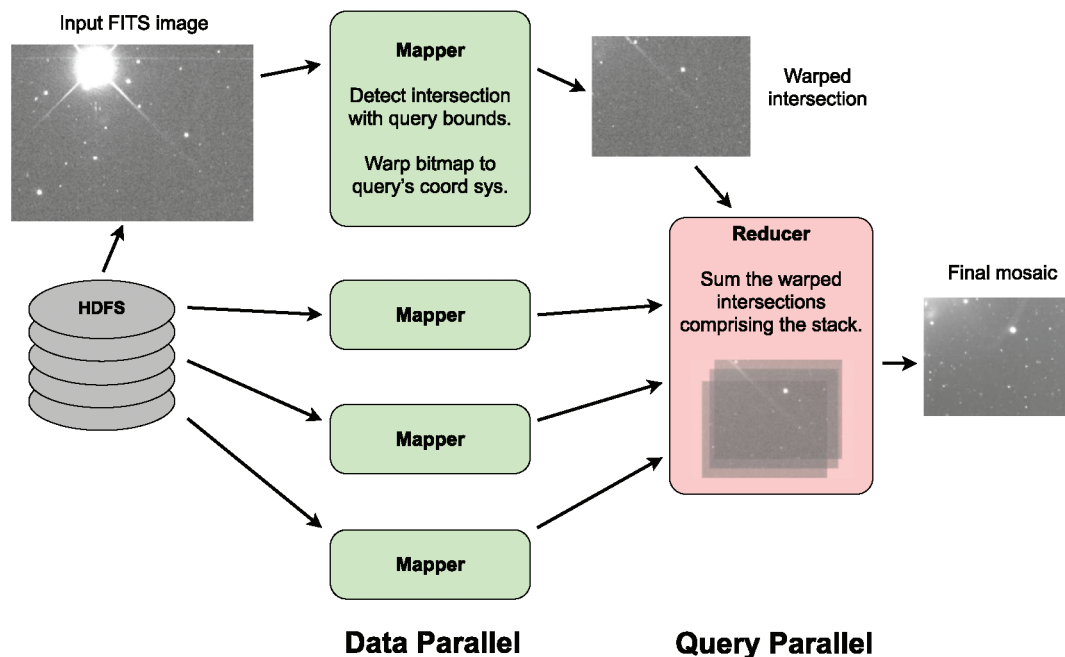 Input FITS image
Mapper
Detect intersection
with query bounds.
Warp bitmap to
query's coord sys.
Warped
intersection
HDFS
Mapper
Mapper
Mapper
Reducer
Sum the warped
intersections
comprising the stack.
Final mosaic
Data Parallel
Query Parallel